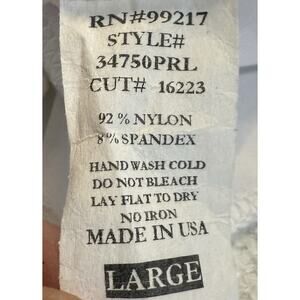 RN#99217
STYLE#
34750PRL
CUT# 16223
92 % NYLON
8% SPANDEX
HAND WASH COLD
DO NOT BLEACH
LAY FLAT TO DRY
NO IRON
MADE IN USA
LARGE